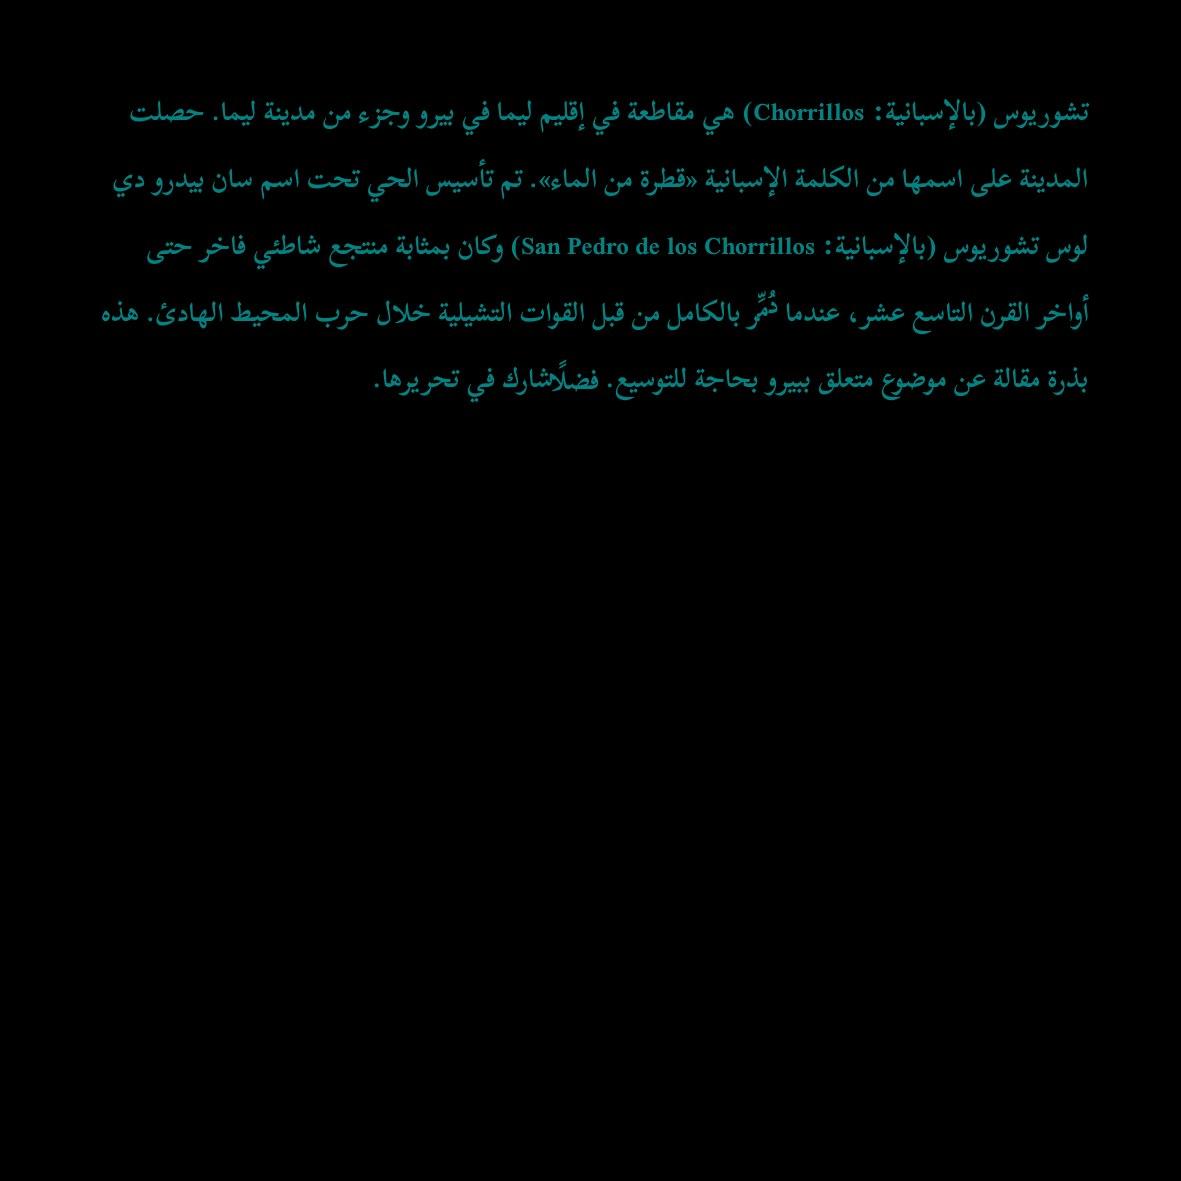 تشوريوس (بالإسبانية: Chorrillos) هي مقاطعة في إقليم ليما في بيرو وجزء من مدينة ليما. حصلت
المدينة على اسمها من الكلمة الإسبانية «قطرة من الماء». تم تأسيس الحي تحت اسم سان بيدرو دي
لوس تشوريوس (بالإسبانية: San Pedro de los Chorrillos) وكان بمثابة منتجع شاطئي فاخر حتى
أواخر القرن التاسع عشر، عندما دُمِّر بالكامل من قبل القوات التشيلية خلال حرب المحيط الهادئ. هذه
بذرة مقالة عن موضوع متعلق ببيرو بحاجة للتوسيع. فضلًاشارك في تحريرها.